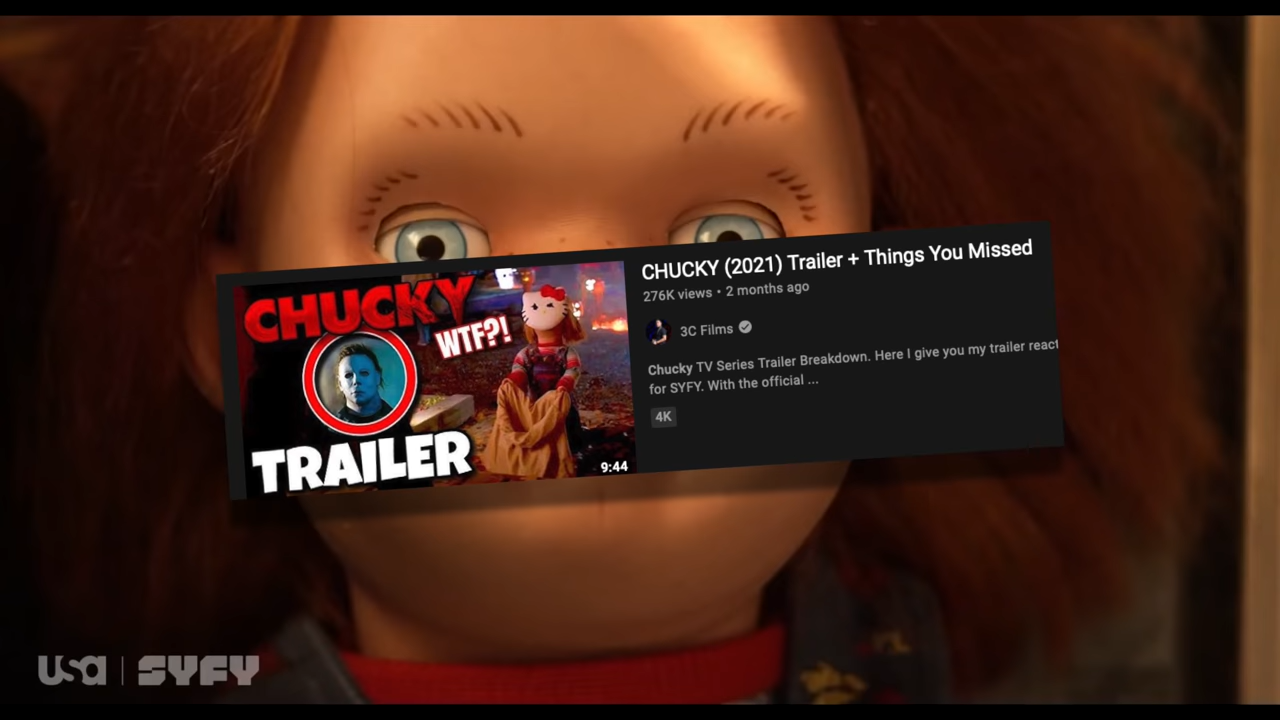 CHUCKY
WTF?!
TRAILER
9:44
CHUCKY (2021) Trailer + Things You Missed
276K views • 2 months ago
3C Films
Chucky TV Series Trailer Breakdown. Here I give you my trailer react
for SYFY. With the official ...
4K
usa | SYFY